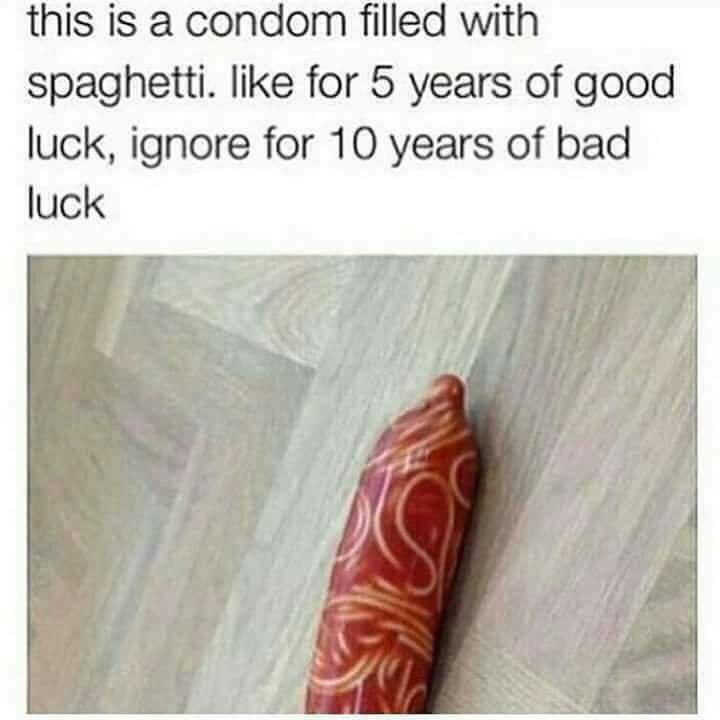 this is a condom filled with
spaghetti. like for 5 years of good
luck, ignore for 10 years of bad
luck